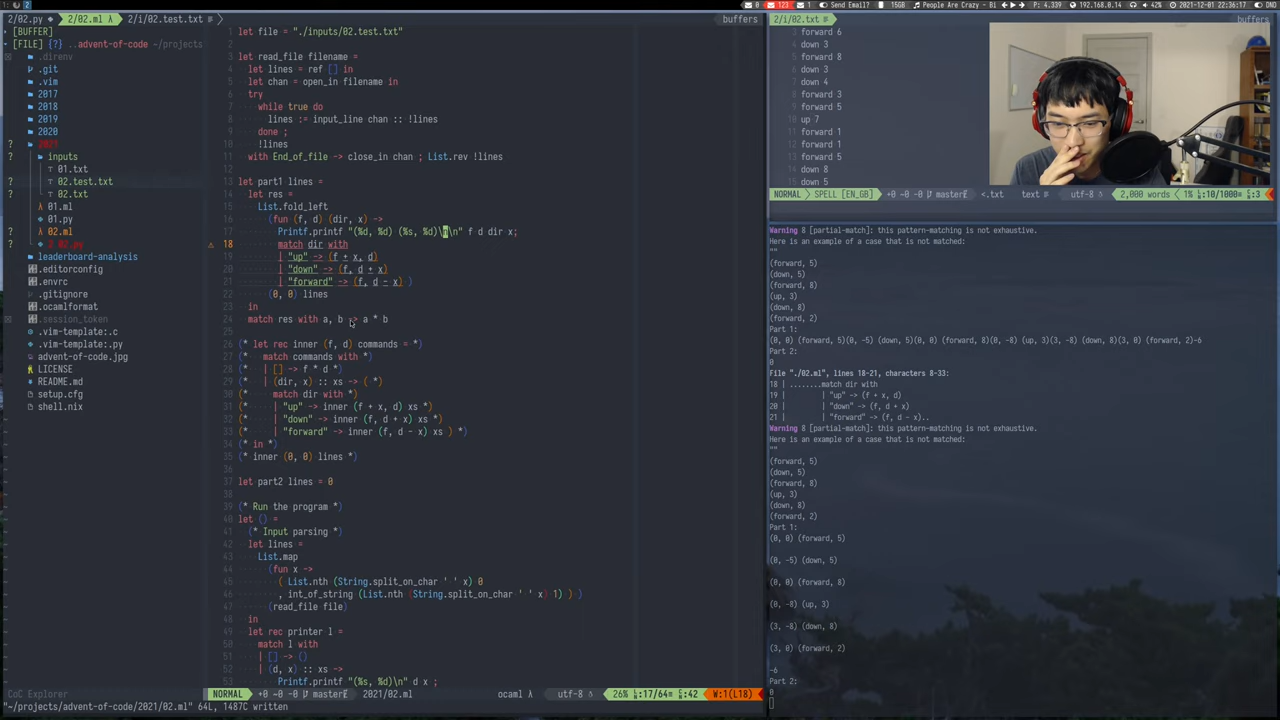 0 123 1 Send Email? 15GB People Are Crazy - Bi P: 4.339 192.168.0.14 42% 2021-12-01 22:36:17 DND
2/02.py 2/02.ml λ 2/i/02.test.txt buffers
[BUFFER]
[FILE] {?} ..advent-of-code ~/projects
.direnv
.git
.vim
2017
2018
2019
2020
? 2021
inputs
01.txt
? 02.test.txt
? 02.txt
λ 01.ml
01.py
? λ 02.ml
? 3 02.py
leaderboard-analysis
.editorconfig
.envrc
.gitignore
.ocamlformat
.session_token
.vim-template:.c
.vim-template:.py
advent-of-code.jpg
LICENSE
README.md
setup.cfg
shell.nix
CoC Explorer
1 let file = "./inputs/02.test.txt"
2
3 let read_file filename =
4 let lines = ref [] in
5 let chan = open_in filename in
6 try
7 while true do
8 lines := input_line chan :: !lines
9 done ;
10 !lines
11 with End_of_file -> close_in chan ; List.rev !lines
12
13 let part1 lines =
14 let res =
15 List.fold_left
16 (fun (f, d) (dir, x) ->
17 Printf.printf "(%d, %d) (%s, %d)\n\n" f d dir x;
18 match dir with
19 | "up" -> (f + x, d)
20 | "down" -> (f, d + x)
21 | "forward" -> (f, d - x) )
22 (0, 0) lines
23 in
24 match res with a, b -> a * b
25
26 (* let rec inner (f, d) commands = *)
27 (* match commands with *)
28 (* | [] -> f * d *)
29 (* | (dir, x) :: xs -> ( *)
30 (* match dir with *)
31 (* | "up" -> inner (f + x, d) xs *)
32 (* | "down" -> inner (f, d + x) xs *)
33 (* | "forward" -> inner (f, d - x) xs ) *)
34 (* in *)
35 (* inner (0, 0) lines *)
36
37 let part2 lines = 0
38
39 (* Run the program *)
40 let () =
41 (* Input parsing *)
42 let lines =
43 List.map
44 (fun x ->
45 ( List.nth (String.split_on_char ' ' x) 0
46 , int_of_string (List.nth (String.split_on_char ' ' x) 1) ) )
47 (read_file file)
48 in
49 let rec printer l =
50 match l with
51 | [] -> ()
52 | (d, x) :: xs ->
53 Printf.printf "(%s, %d)\n" d x ;
NORMAL +0 ~0 -0 master 2021/02.ml ocaml λ utf-8 26% 17/64 : 42 W:1(L18)
"~/projects/advent-of-code/2021/02.ml" 64L, 1487C written
2/i/02.txt buffers
3 forward 6
4 down 3
5 forward 8
6 down 3
7 down 4
8 forward 3
9 forward 5
10 up 7
11 forward 1
12 forward 1
13 forward 5
14 down 8
15 down 5
NORMAL SPELL [EN_GB] +0 ~0 -0 master <.txt text utf-8 2,000 words 1% :10/1000 : 3
Warning 8 [partial-match]: this pattern-matching is not exhaustive.
Here is an example of a case that is not matched:
""
(forward, 5)
(down, 5)
(forward, 8)
(up, 3)
(down, 8)
(forward, 2)
Part 1:
(0, 0) (forward, 5)(0, -5) (down, 5)(0, 0) (forward, 8)(0, -8) (up, 3)(3, -8) (down, 8)(3, 0) (forward, 2)-6
Part 2:
0
File "./02.ml", lines 18-21, characters 8-33:
18 | ........match dir with
19 | | "up" -> (f + x, d)
20 | | "down" -> (f, d + x)
21 | | "forward" -> (f, d - x)..
Warning 8 [partial-match]: this pattern-matching is not exhaustive.
Here is an example of a case that is not matched:
""
(forward, 5)
(down, 5)
(forward, 8)
(up, 3)
(down, 8)
(forward, 2)
Part 1:
(0, 0) (forward, 5)
(0, -5) (down, 5)
(0, 0) (forward, 8)
(0, -8) (up, 3)
(3, -8) (down, 8)
(3, 0) (forward, 2)
-6
Part 2:
0